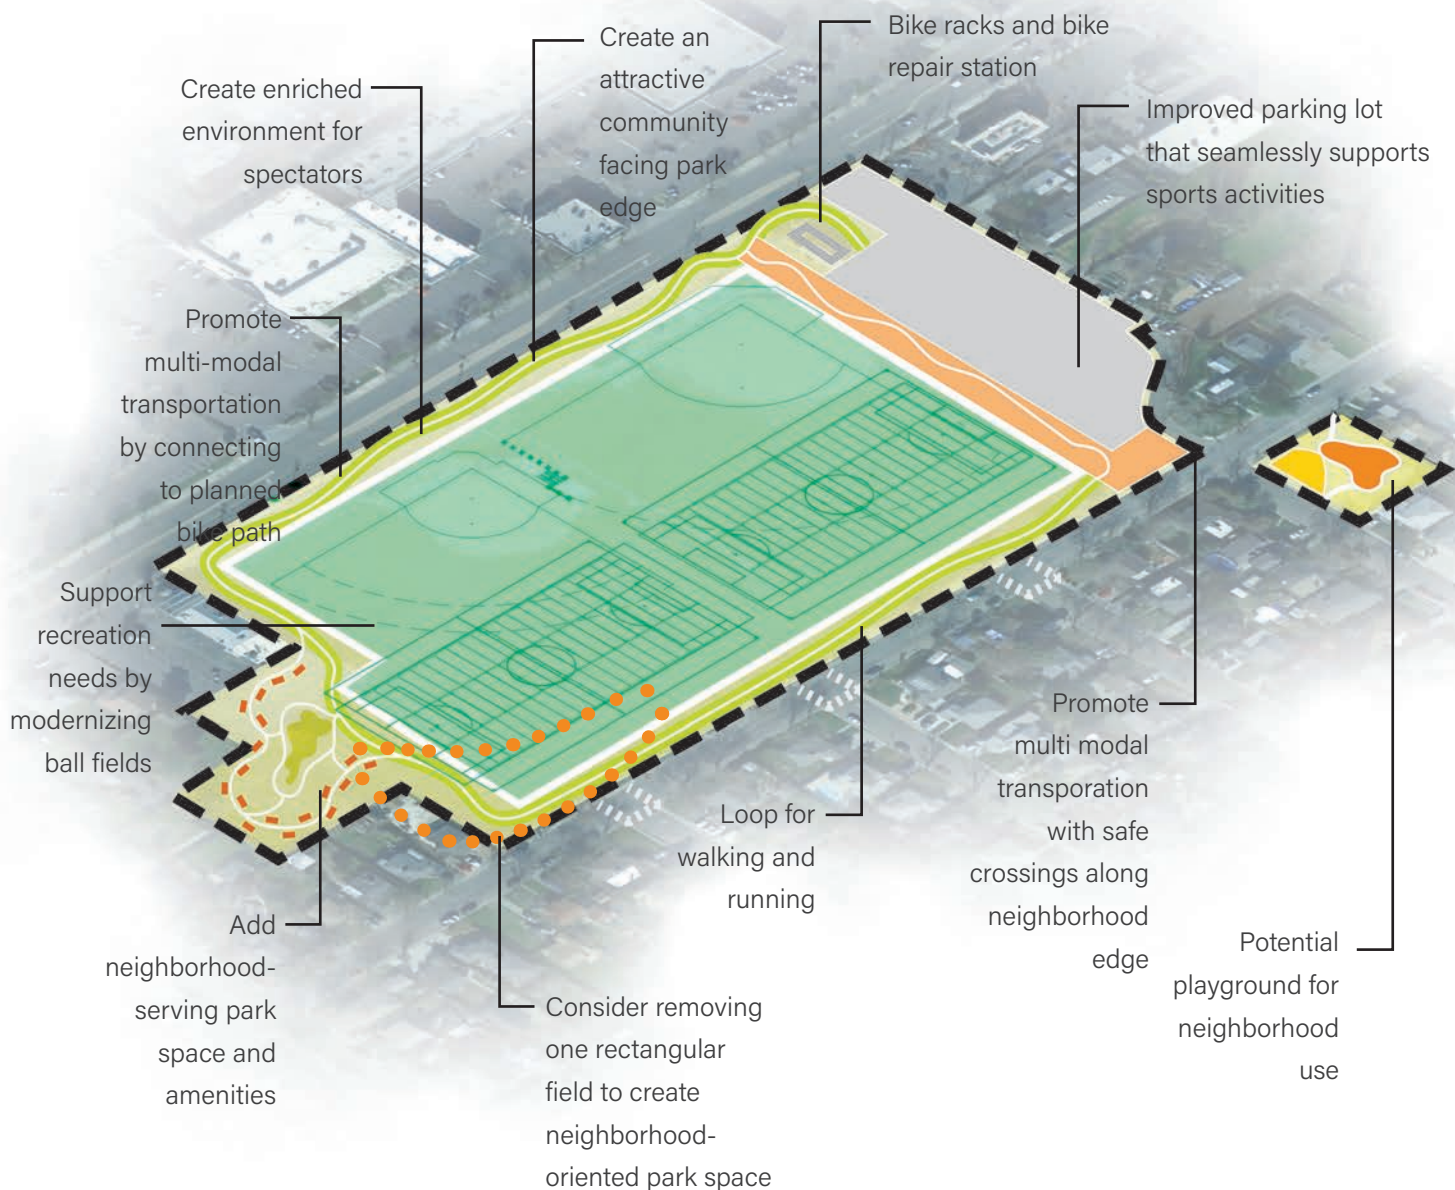 Create an
attractive
community
facing park
edge
Bike racks and bike
repair station
Create enriched
environment for
spectators
Improved parking lot
that seamlessly supports
sports activities
Promote
multi-modal
transportation
by connecting
to planned
bike path
Support
recreation
needs by
modernizing
ball fields
Add
neighborhood-
serving park
space and
amenities
Consider removing
one rectangular
field to create
neighborhood-
oriented park space
Loop for
walking and
running
Promote
multi modal
transporation
with safe
crossings along
neighborhood
edge
Potential
playground for
neighborhood
use